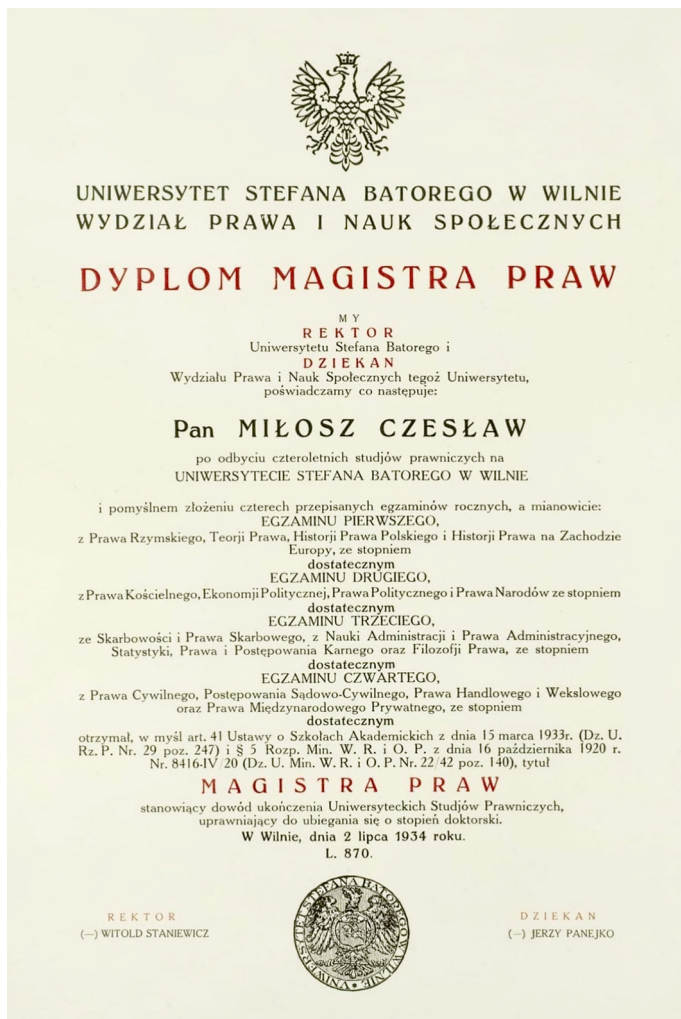 UNIWERSYTET STEFANA BATOREGO W WILNIE
WYDZIAŁ PRAWA I NAUK SPOŁECZNYCH
DYPLOM MAGISTRA PRAW
MY
REKTOR
Uniwersytetu Stefana Batorego i
DZIEKAN
Wydziału Prawa i Nauk Społecznych tegoż Uniwersytetu,
poświadczamy co następuje:
Pan MIŁOSZ CZESŁAW
po odbyciu czteroletnich studjów prawniczych na
UNIWERSYTECIE STEFANA BATOREGO W WILNIE
i pomyślnem złożeniu czterech przepisanych egzaminów rocznych, a mianowicie:
EGZAMINU PIERWSZEGO,
z Prawa Rzymskiego, Teorji Prawa, Historji Prawa Polskiego i Historji Prawa na Zachodzie
Europy, ze stopniem
dostatecznym
EGZAMINU DRUGIEGO,
z Prawa Kościelnego, Ekonomji Politycznej, Prawa Politycznego i Prawa Narodów ze stopniem
dostatecznym
EGZAMINU TRZECIEGO,
ze Skarbowości i Prawa Skarbowego, z Nauki Administracji i Prawa Administracyjnego,
Statystyki, Prawa i Postępowania Karnego oraz Filozofji Prawa, ze stopniem
dostatecznym
EGZAMINU CZWARTEGO,
z Prawa Cywilnego, Postępowania Sądowo-Cywilnego, Prawa Handlowego i Wekslowego
oraz Prawa Międzynarodowego Prywatnego, ze stopniem
dostatecznym
otrzymał, w myśl art. 41 Ustawy o Szkołach Akademickich z dnia 15 marca 1933r. (Dz. U.
Rz. P. Nr. 29 poz. 247) i § 5 Rozp. Min. W. R. i O. P. z dnia 16 października 1920 r.
Nr. 8416-IV/20 (Dz. U. Min. W. R. i O. P. Nr. 22/42 poz. 140), tytuł
MAGISTRA PRAW
stanowiący dowód ukończenia Uniwersyteckich Studjów Prawniczych,
uprawniający do ubiegania się o stopień doktorski.
W Wilnie, dnia 2 lipca 1934 roku.
L. 870.
UNIWERSYTET STEFANA BATOREGO W WILNIE
REKTOR
(—) WITOLD STANIEWICZ
DZIEKAN
(—) JERZY PANEJKO